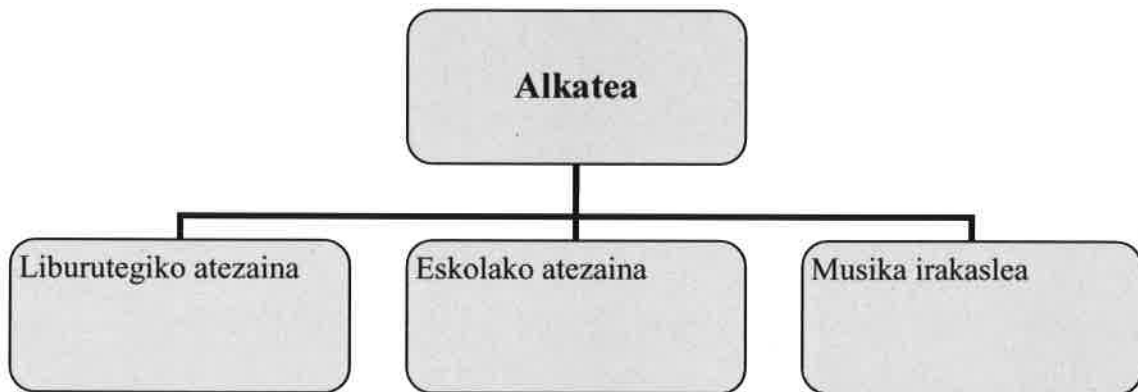 Alkatea
Liburutegiko atezaina
Eskolako atezaina
Musika irakaslea